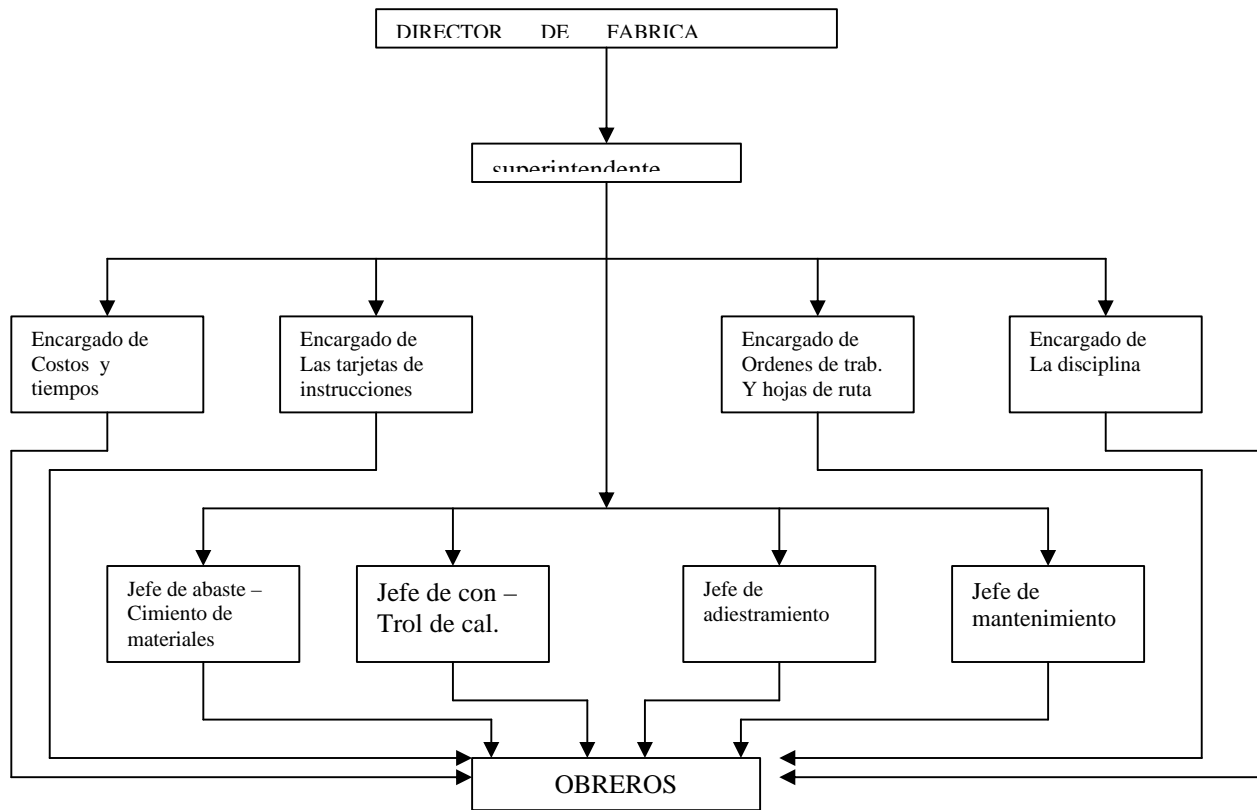 DIRECTOR DE FABRICA
superintendente
Encargado de
Costos y
tiempos
Encargado de
Las tarjetas de
instrucciones
Encargado de
Ordenes de trab.
Y hojas de ruta
Encargado de
La disciplina
Jefe de abaste –
Cimiento de
materiales
Jefe de con –
Trol de cal.
Jefe de
adiestramiento
Jefe de
mantenimiento
OBREROS